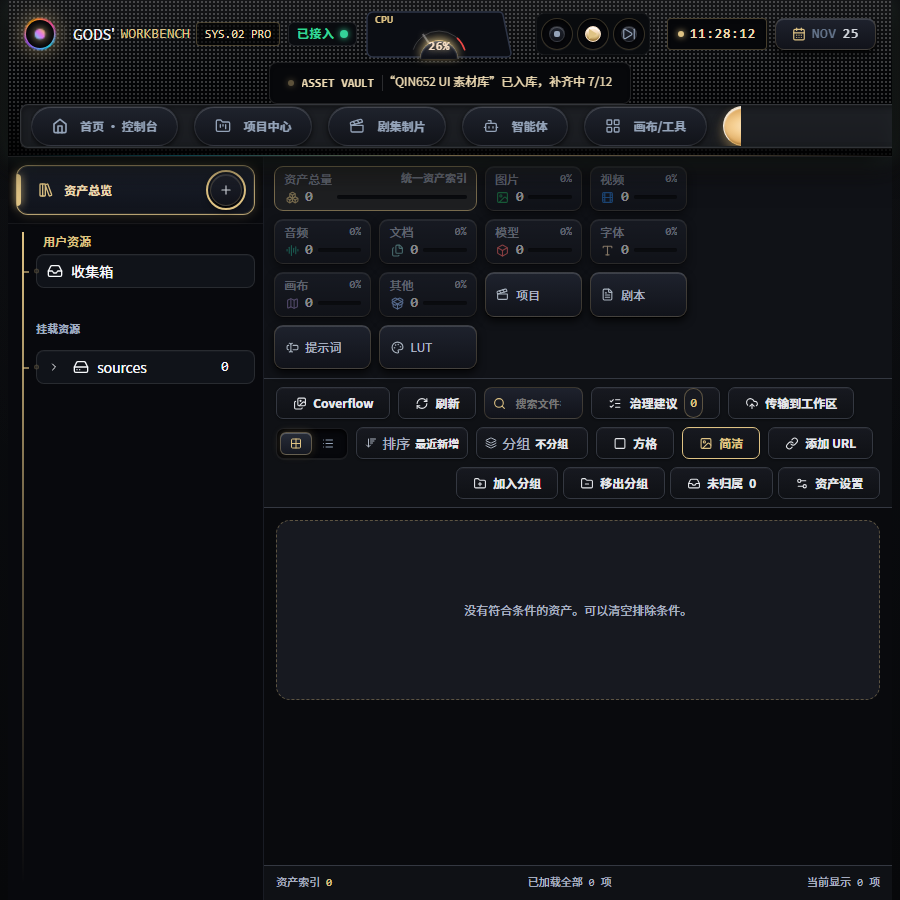 GODS' WORKBENCH SYS.02 PRO 已接入 CPU 26% 11:28:12 NOV 25
ASSET VAULT “QIN652 UI 素材库”已入库，补齐中 7/12
首页 · 控制台 项目中心 剧集制片 智能体 画布/工具
资产总览
用户资源
收集箱
挂载资源
sources 0
资产总量 统一资产索引 0
图片 0% 0
视频 0% 0
音频 0% 0
文档 0% 0
模型 0% 0
字体 0% 0
画布 0% 0
其他 0% 0
项目
剧本
提示词
LUT
Coverflow 刷新 搜索文件 治理建议 0 传输到工作区
排序 最近新增 分组 不分组 方格 简洁 添加 URL
加入分组 移出分组 未归属 0 资产设置
没有符合条件的资产。可以清空排除条件。
资产索引 0 已加载全部 0 项 当前显示 0 项